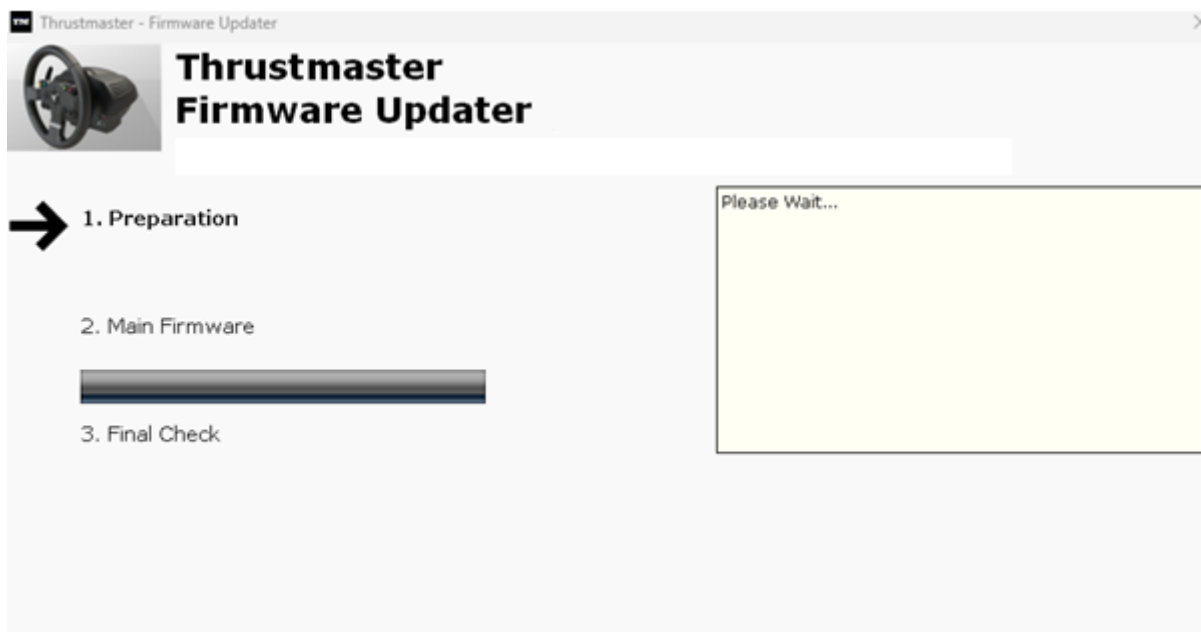 Thrustmaster - Firmware Updater
Thrustmaster
Firmware Updater
1. Preparation
Please Wait...
2. Main Firmware
3. Final Check